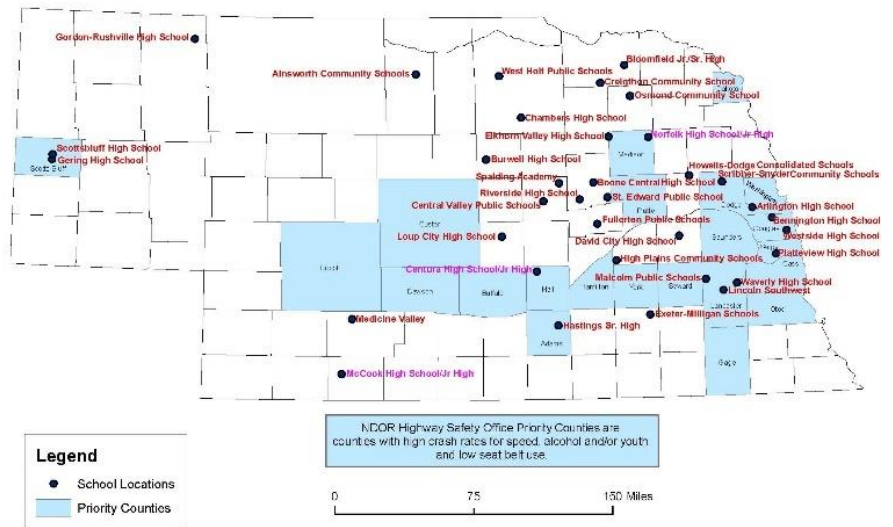 Gordon-Rushville High School
Ainsworth Community Schools
West Holt Public Schools
Bloomfield Jr./Sr. High
Creigthon Community School
Osmond Community School
Chambers High School
Elkhorn Valley High School
Norfolk High School/Jr High
Scottsbluff High School
Gering High School
Scotts Bluff
Madison
Burwell High School
Howells-Dodge Consolidated Schools
Scribner-Snyder Community Schools
Spalding Academy
Boone Central High School
Riverside High School
St. Edward Public School
Central Valley Public Schools
Washington
Dodge
Arlington High School
Platte
Custer
Fullerton Public Schools
Bennington High School
Douglas
Westside High School
Loup City High School
David City High School
Saunders
Platteview High School
High Plains Community Schools
Cass
Lincoln
Centura High School/Jr High
Malcolm Public Schools
Waverly High School
Dawson
Buffalo
Hall
Hamilton
York
Seward
Lincoln Southwest
Lancaster
Otoe
Medicine Valley
Exeter-Milligan Schools
Hastings Sr. High
Adams
Gage
McCook High School/Jr High
NDOR Highway Safety Office Priority Counties are
counties with high crash rates for speed, alcohol and/or youth
and low seat belt use.
Legend
School Locations
Priority Counties
0 75 150 Miles